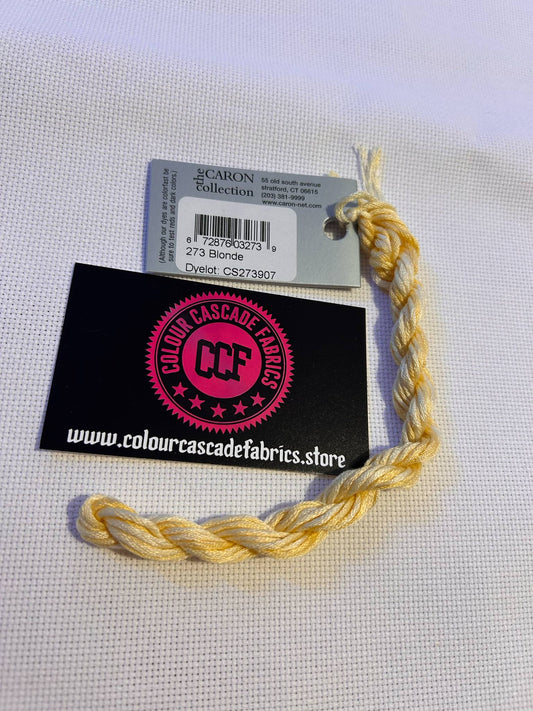 (Although our dyes are colorfast be
sure to test reds and dark colors.)
the CARON
collection
55 old south avenue
stratford, CT 06615
(203) 381-9999
www.caron-net.com
6 72876 03273 9
273 Blonde
Dyelot: CS273907
COLOUR CASCADE FABRICS
CCF
www.colourcascadefabrics.store